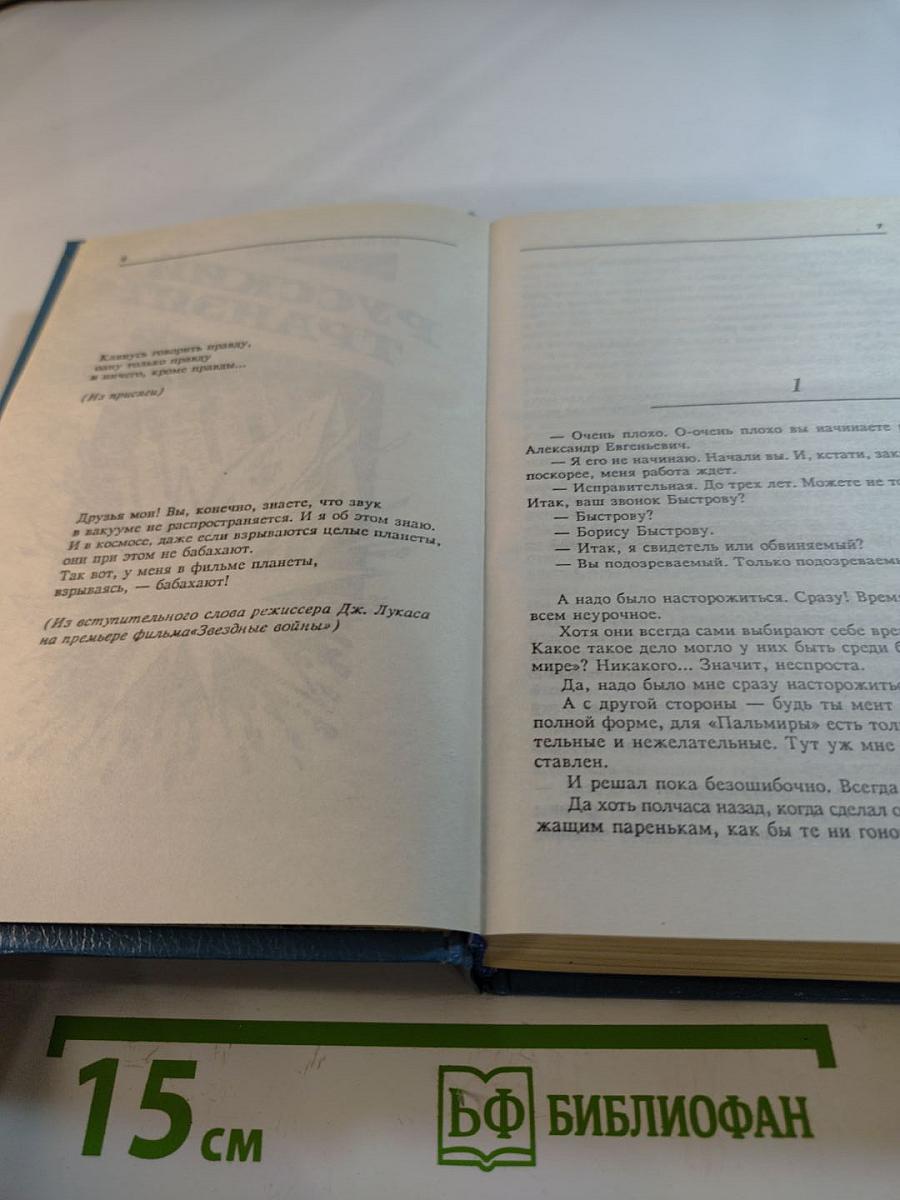 Клянусь говорить правду,
одну только правду
и ничего, кроме правды...
(Из присяги)
Друзья мои! Вы, конечно, знаете, что звук
в вакууме не распространяется. И я об этом знаю.
И в космосе, даже если взрываются целые планеты,
они при этом не бабахают.
Так вот, у меня в фильме планеты,
взрываясь, — бабахают!
(Из вступительного слова режиссера Дж. Лукаса
на премьере фильма«Звездные войны»)
7
1
— Очень плохо. О-очень плохо вы начинаете
Александр Евгеньевич.
— Я его не начинаю. Начали вы. И, кстати, зак
поскорее, меня работа ждет.
— Исправительная. До трех лет. Можете не то
Итак, ваш звонок Быстрову?
— Быстрову?
— Борису Быстрову.
— Итак, я свидетель или обвиняемый?
— Вы подозреваемый. Только подозреваемы
А надо было насторожиться. Сразу! Время
всем неурочное.
Хотя они всегда сами выбирают себе вре
Какое такое дело могло у них быть среди б
мире»? Никакого... Значит, неспроста.
Да, надо было мне сразу насторожить
А с другой стороны — будь ты мент
полной форме, для «Пальмиры» есть тол
тельные и нежелательные. Тут уж мне
ставлен.
И решал пока безошибочно. Всегда
Да хоть полчаса назад, когда сделал о
жащим паренькам, как бы те ни гоно
15 см
БФ БИБЛИОФАН